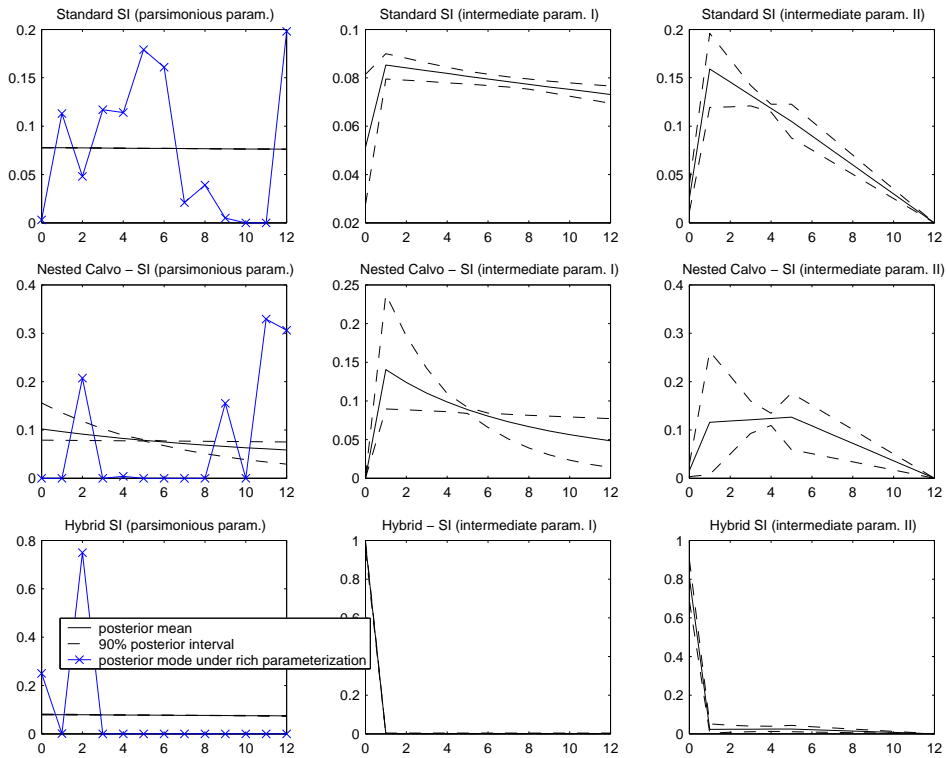 Standard SI (parsimonious param.)
0.2
0.15
0.1
0.05
0
0 2 4 6 8 10 12
Standard SI (intermediate param. I)
0.1
0.08
0.06
0.04
0.02
0 2 4 6 8 10 12
Standard SI (intermediate param. II)
0.2
0.15
0.1
0.05
0
0 2 4 6 8 10 12
Nested Calvo − SI (parsimonious param.)
0.4
0.3
0.2
0.1
0
0 2 4 6 8 10 12
Nested Calvo − SI (intermediate param. I)
0.25
0.2
0.15
0.1
0.05
0
0 2 4 6 8 10 12
Nested Calvo − SI (intermediate param. II)
0.4
0.3
0.2
0.1
0
0 2 4 6 8 10 12
Hybrid SI (parsimonious param.)
0.8
0.6
0.4
0.2
0
0 2 4 6 8 10 12
posterior mean
90% posterior interval
posterior mode under rich parameterization
Hybrid − SI (intermediate param. I)
1
0.8
0.6
0.4
0.2
0
0 2 4 6 8 10 12
Hybrid SI (intermediate param. II)
1
0.8
0.6
0.4
0.2
0
0 2 4 6 8 10 12